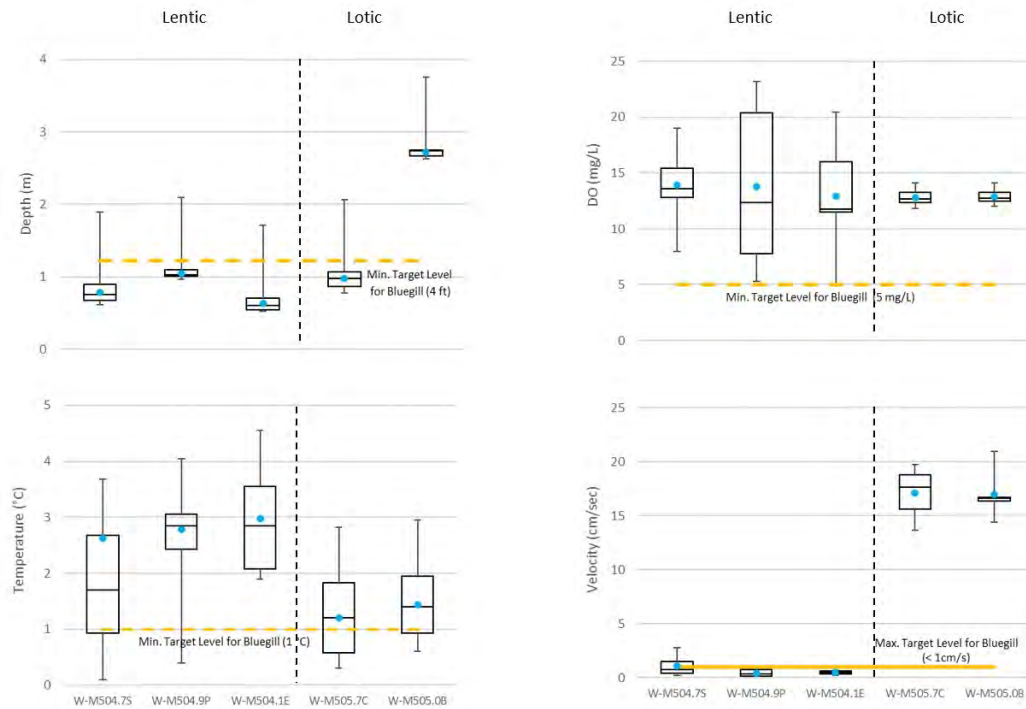 Lentic
Lotic
4
3
2
1
0
Depth (m)
Min. Target Level
for Bluegill (4 ft)
Lentic
Lotic
25
20
15
10
5
0
DO (mg/L)
Min. Target Level for Bluegill (5 mg/L)
5
4
3
2
1
0
Temperature (°C)
Min. Target Level for Bluegill (1 °C)
W-M504.7S
W-M504.9P
W-M504.1E
W-M505.7C
W-M505.0B
25
20
15
10
5
0
Velocity (cm/sec)
Max. Target Level for Bluegill
(< 1cm/s)
W-M504.7S
W-M504.9P
W-M504.1E
W-M505.7C
W-M505.0B